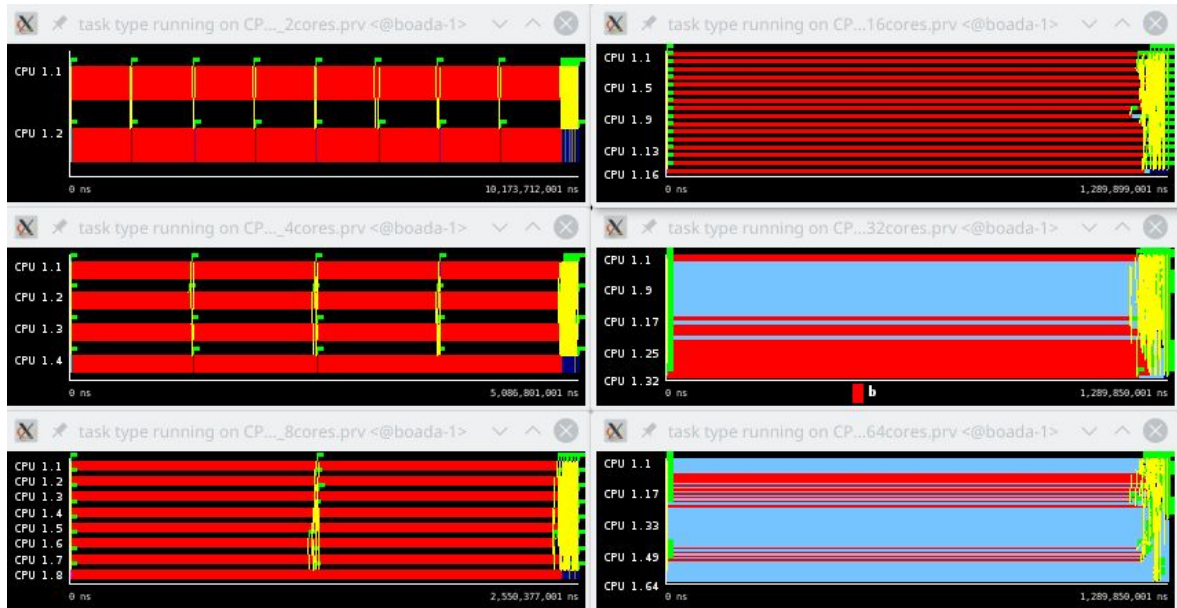 task type running on CP..._2cores.prv <@boada-1>
CPU 1.1
CPU 1.2
0 ns
10,173,712,001 ns
task type running on CP...16cores.prv <@boada-1>
CPU 1.1
CPU 1.5
CPU 1.9
CPU 1.13
CPU 1.16
0 ns
1,289,899,001 ns
task type running on CP..._4cores.prv <@boada-1>
CPU 1.1
CPU 1.2
CPU 1.3
CPU 1.4
0 ns
5,086,801,001 ns
task type running on CP...32cores.prv <@boada-1>
CPU 1.1
CPU 1.9
CPU 1.17
CPU 1.25
CPU 1.32
0 ns
1,289,850,001 ns
b
task type running on CP..._8cores.prv <@boada-1>
CPU 1.1
CPU 1.2
CPU 1.3
CPU 1.4
CPU 1.5
CPU 1.6
CPU 1.7
CPU 1.8
0 ns
2,550,377,001 ns
task type running on CP...64cores.prv <@boada-1>
CPU 1.1
CPU 1.17
CPU 1.33
CPU 1.49
CPU 1.64
0 ns
1,289,850,001 ns